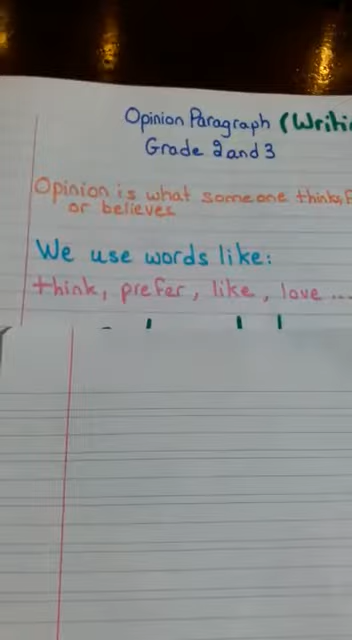 Opinion Paragraph (Writi
Grade 2 and 3
Opinion is what someone thinks,
or believes
We use words like:
think, prefer, like, love ...